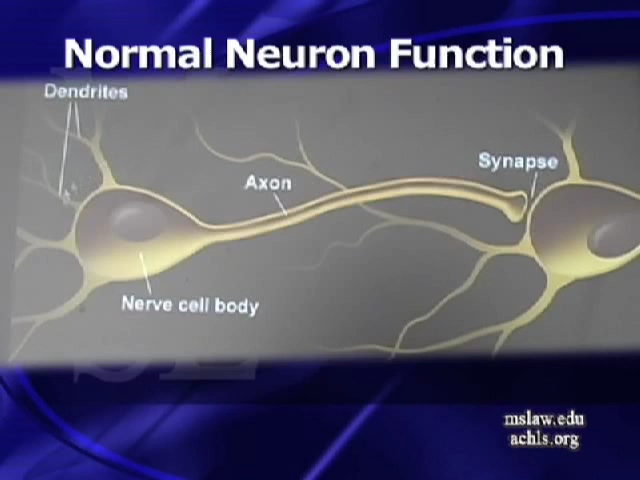 Normal Neuron Function
Dendrites
Synapse
Axon
Nerve cell body
mslaw.edu
achls.org